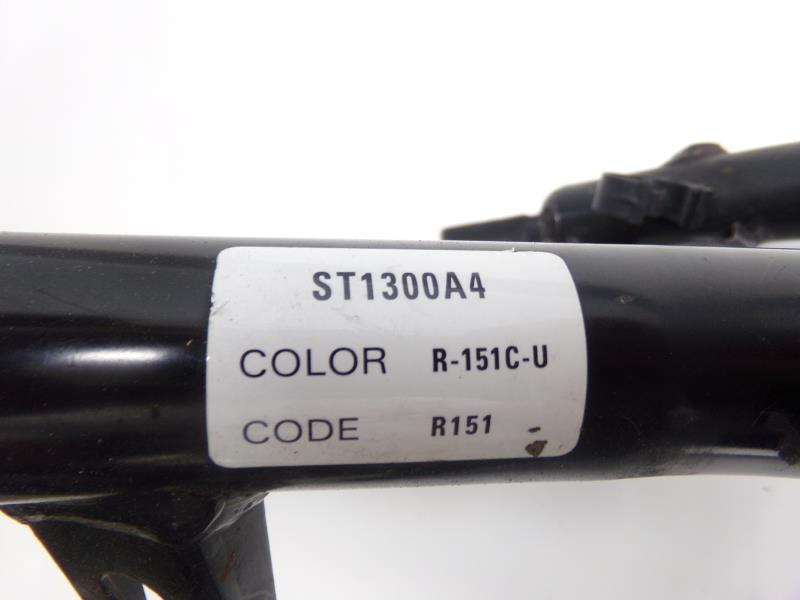 ST1300A4
COLOR R-151C-U
CODE R151 -